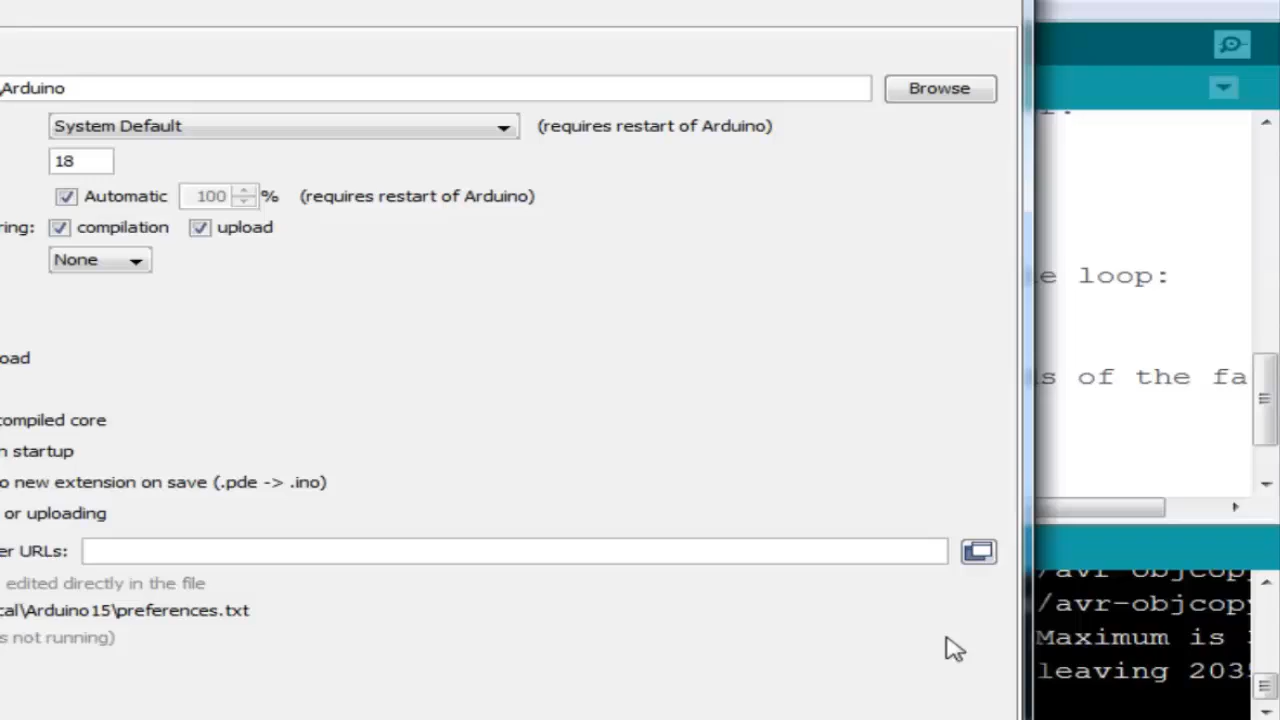 \Arduino Browse
System Default (requires restart of Arduino)
18
Automatic 100 % (requires restart of Arduino)
ring: compilation upload
None
e loop:
oad
s of the fa
compiled core
n startup
o new extension on save (.pde -> .ino)
or uploading
er URLs:
/avr-objcopy
edited directly in the file
/avr-objcopy
cal\Arduino15\preferences.txt
s not running)
Maximum is
leaving 203